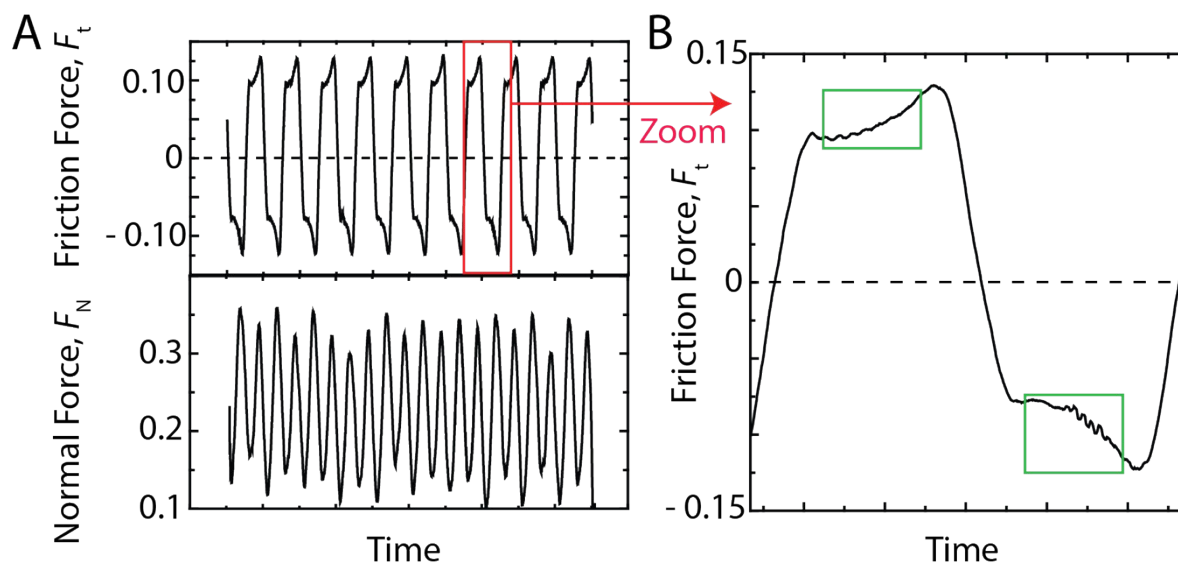 A
Friction Force, Ft
0.10
0
- 0.10
Normal Force, FN
0.3
0.2
0.1
Time
Zoom
B
Friction Force, Ft
0.15
0
- 0.15
Time